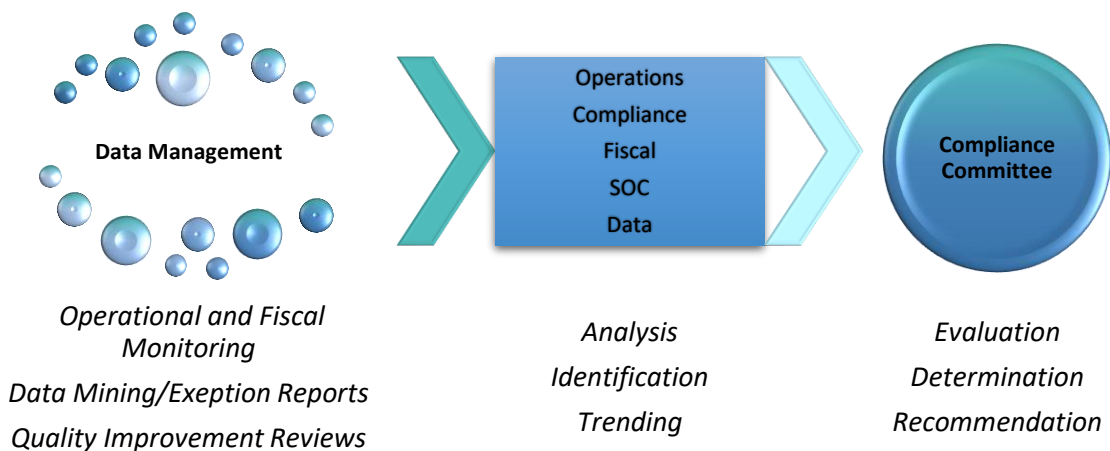 Data Management
Operations
Compliance
Fiscal
SOC
Data
Compliance
Committee
Operational and Fiscal
Monitoring
Data Mining/Exeption Reports
Quality Improvement Reviews
Analysis
Identification
Trending
Evaluation
Determination
Recommendation